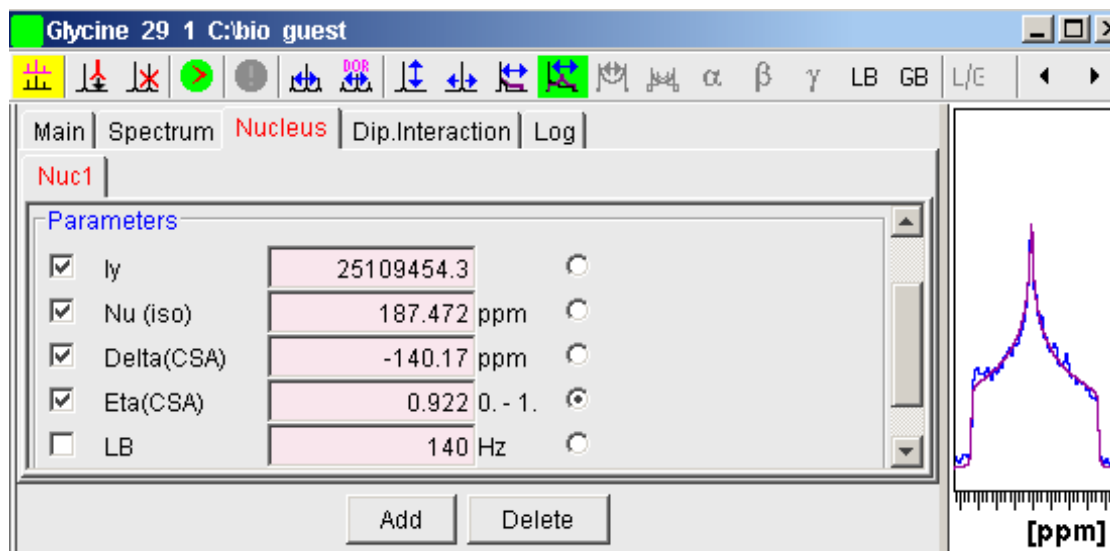 Glycine 29 1 C:\bio guest
DOR α β γ LB GB L/E
Main Spectrum Nucleus Dip.Interaction Log
Nuc1
Parameters
Iy 25109454.3
Nu (iso) 187.472 ppm
Delta(CSA) -140.17 ppm
Eta(CSA) 0.922 0. - 1.
LB 140 Hz
Add Delete
[ppm]